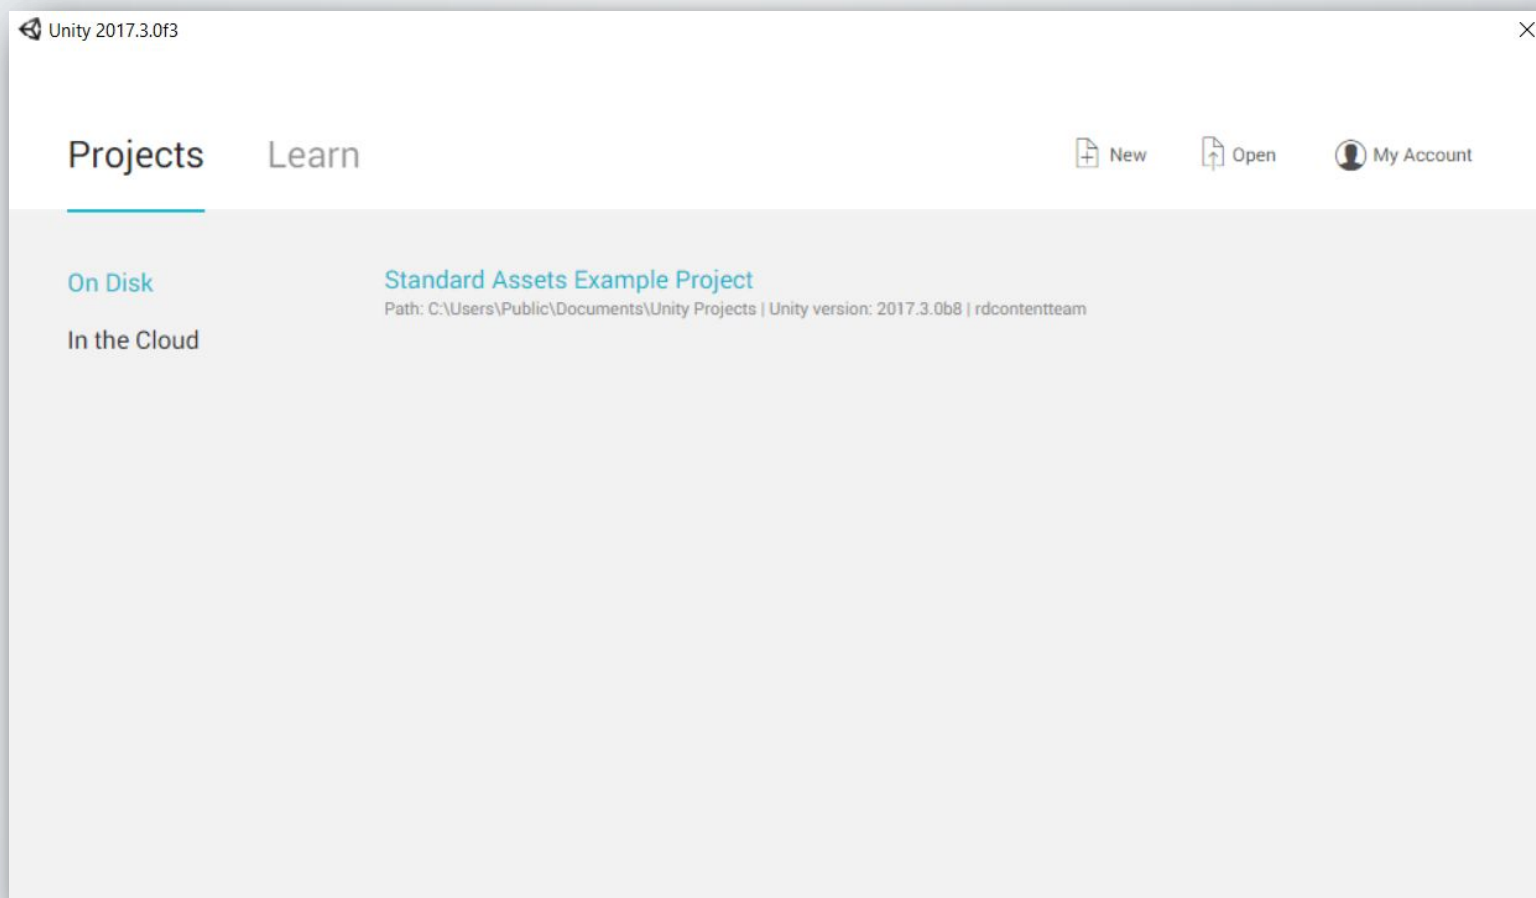 Unity 2017.3.0f3
Projects Learn New Open My Account
On Disk
In the Cloud
Standard Assets Example Project
Path: C:\Users\Public\Documents\Unity Projects | Unity version: 2017.3.0b8 | rdcontentteam